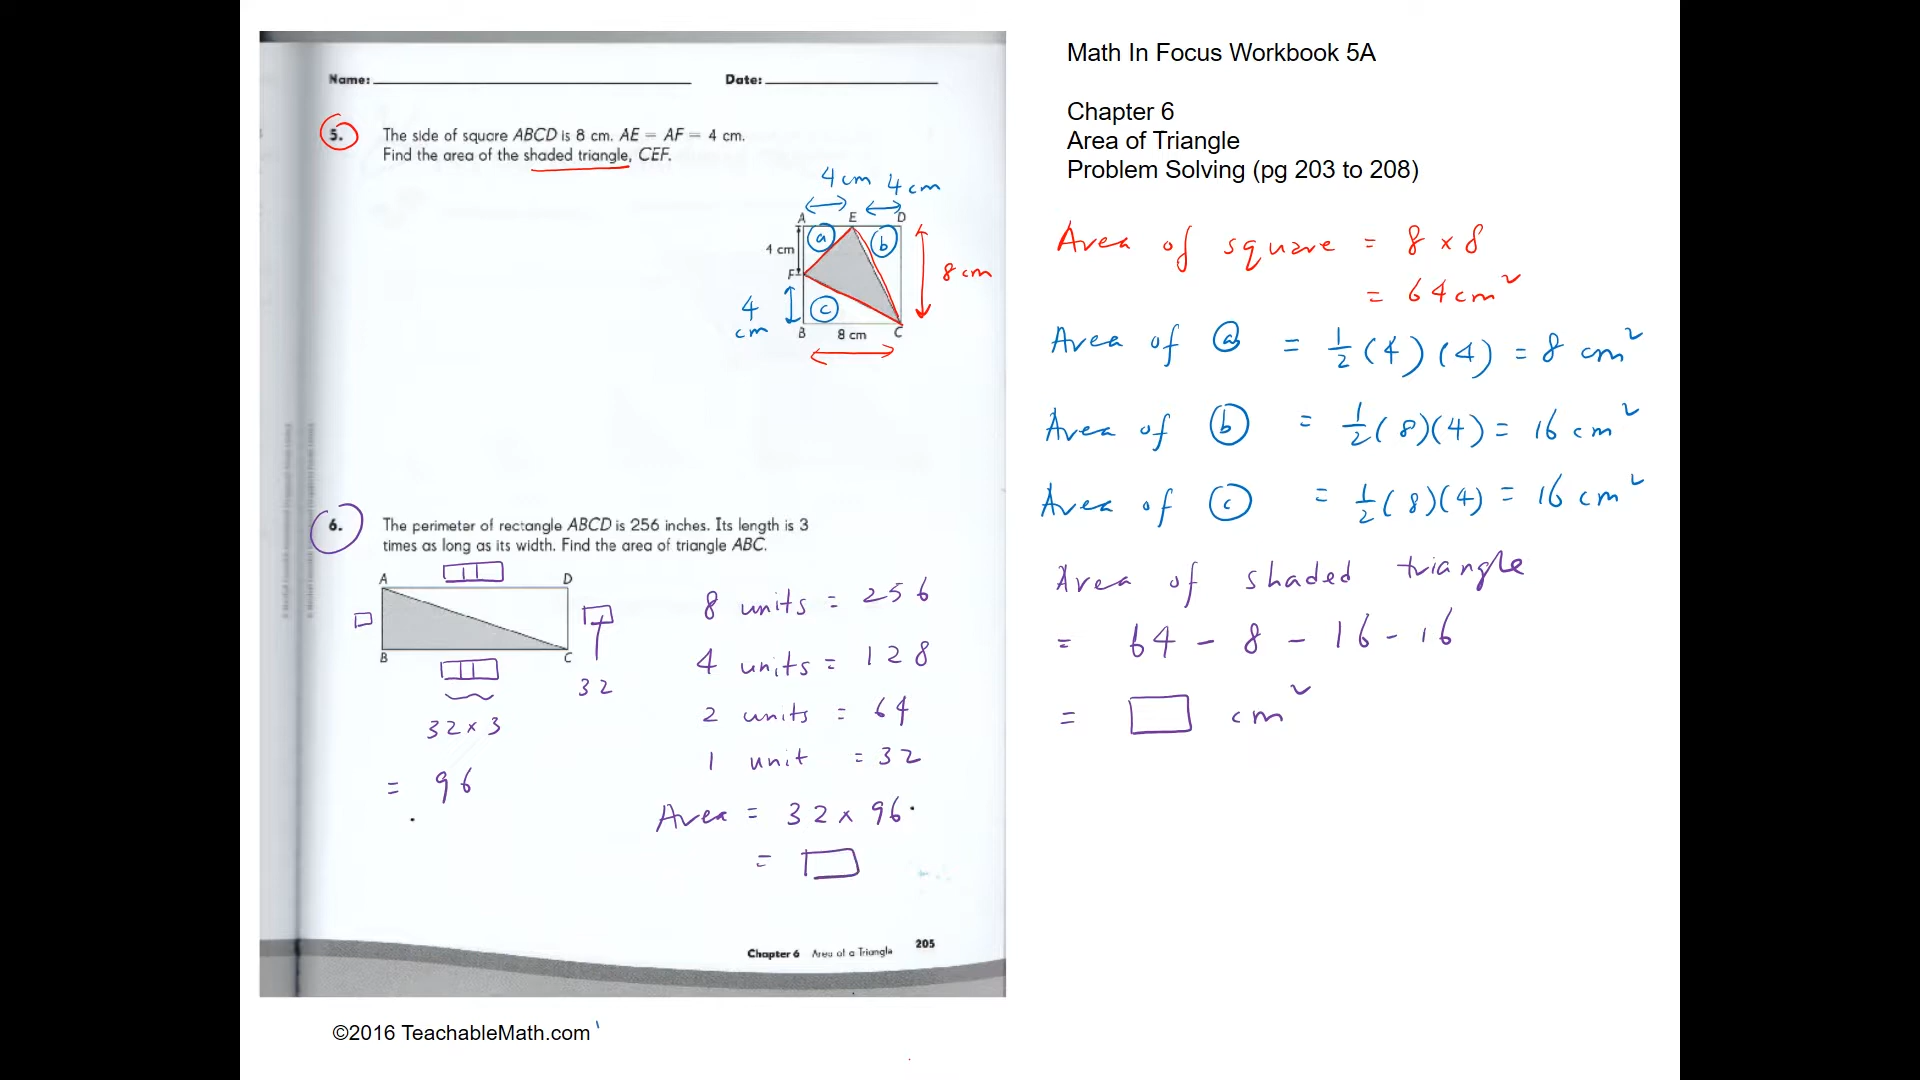 Name: Date:
5. The side of square ABCD is 8 cm. AE = AF = 4 cm.
Find the area of the shaded triangle, CEF.
4 cm 4 cm
A E D
a b
4 cm
F
8 cm
4
cm
c
B 8 cm C
6. The perimeter of rectangle ABCD is 256 inches. Its length is 3
times as long as its width. Find the area of triangle ABC.
A D
B C
32
32 x 3
= 96
8 units = 256
4 units = 128
2 units = 64
1 unit = 32
Area = 32 x 96
=
Chapter 6 Area of a Triangle 205
©2016 TeachableMath.com
Math In Focus Workbook 5A
Chapter 6
Area of Triangle
Problem Solving (pg 203 to 208)
Area of square = 8 x 8
= 64 cm²
Area of a = 1/2 (4)(4) = 8 cm²
Area of b = 1/2 (8)(4) = 16 cm²
Area of c = 1/2 (8)(4) = 16 cm²
Area of shaded triangle
= 64 - 8 - 16 - 16
= cm²